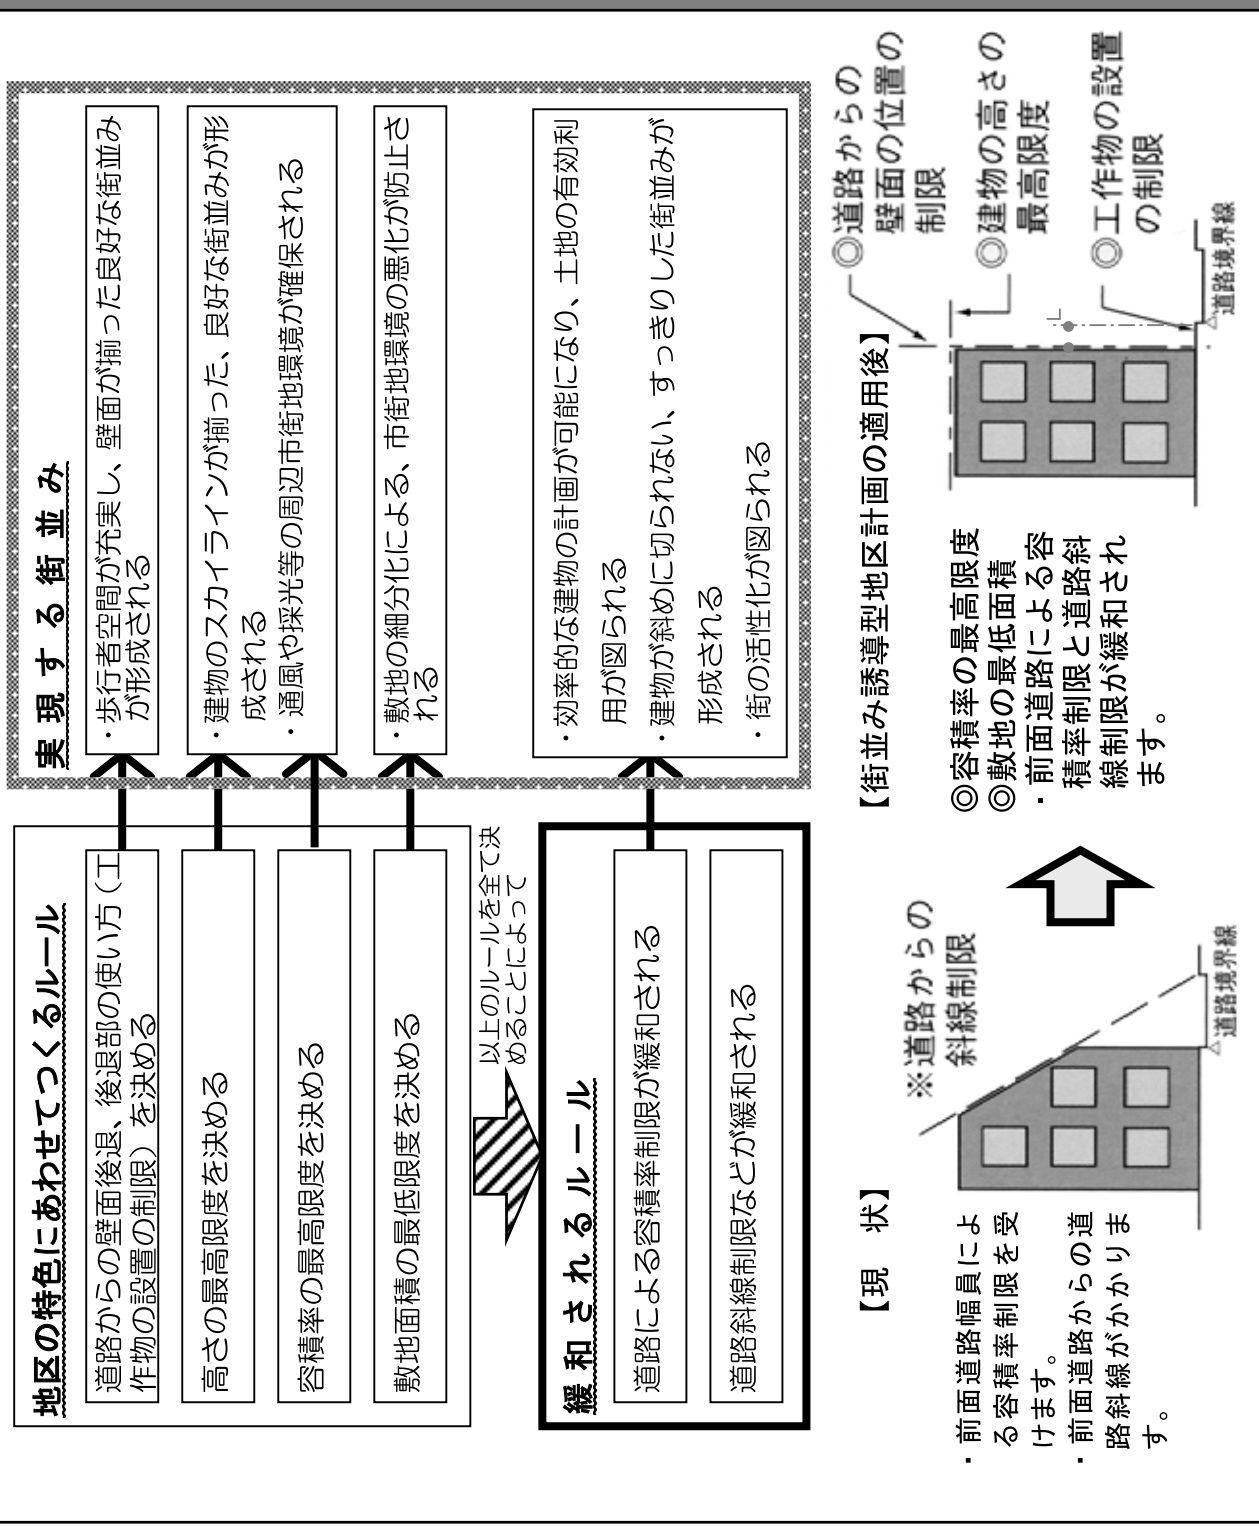 地区の特色にあわせてつくるルール
道路からの壁面後退、後退部の使い方（工
作物の設置の制限）を決める
高さの最高限度を決める
容積率の最高限度を決める
敷地面積の最低限度を決める
以上のルールを全て決
めることによって
緩和されるルール
道路による容積率制限が緩和される
道路斜線制限などが緩和される
実現する街並み
・歩行者空間が充実し、壁面が揃った良好な街並み
が形成される
・建物のスカイラインが揃った、良好な街並みが形
成される
・通風や採光等の周辺市街地環境が確保される
・敷地の細分化による、市街地環境の悪化が防止さ
れる
・効率的な建物の計画が可能になり、土地の有効利
用が図られる
・建物が斜めに切られない、すっきりした街並みが
形成される
・街の活性化が図られる
【現　状】
・前面道路幅員によ
る容積率制限を受
けます。
・前面道路からの道
路斜線がかかりま
す。
※道路からの
斜線制限
△道路境界線
【街並み誘導型地区計画の適用後】
◎容積率の最高限度
◎敷地の最低面積
・前面道路による容
積率制限と道路斜
線制限が緩和され
ます。
◎道路からの
壁面の位置の
制限
◎建物の高さの
最高限度
◎工作物の設置
の制限
△道路境界線